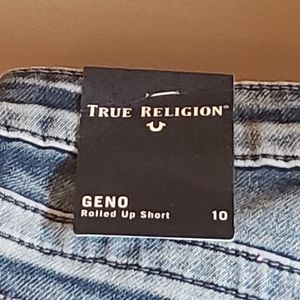 TRUE RELIGION®
GENO
Rolled Up Short 10